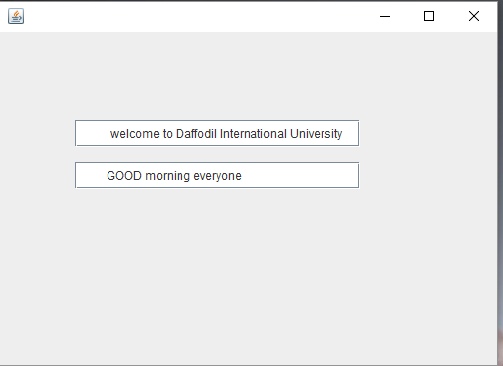 welcome to Daffodil International University
GOOD morning everyone